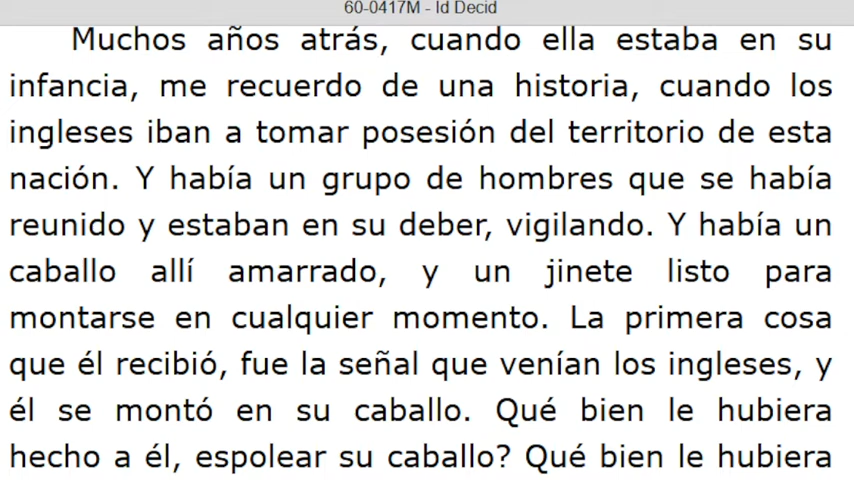 60-0417M - Id Decid
Muchos años atrás, cuando ella estaba en su
infancia, me recuerdo de una historia, cuando los
ingleses iban a tomar posesión del territorio de esta
nación. Y había un grupo de hombres que se había
reunido y estaban en su deber, vigilando. Y había un
caballo allí amarrado, y un jinete listo para
montarse en cualquier momento. La primera cosa
que él recibió, fue la señal que venían los ingleses, y
él se montó en su caballo. Qué bien le hubiera
hecho a él, espolear su caballo? Qué bien le hubiera